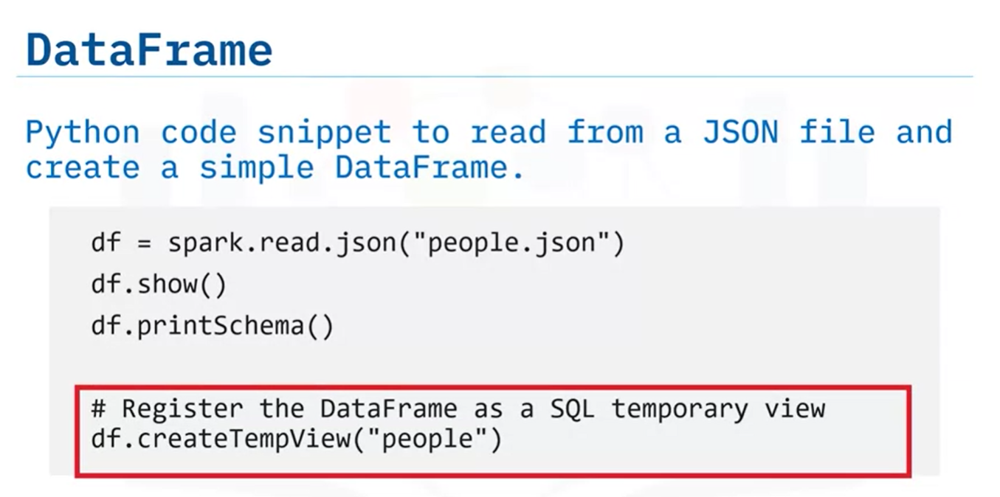 DataFrame
Python code snippet to read from a JSON file and
create a simple DataFrame.
df = spark.read.json("people.json")
df.show()
df.printSchema()
# Register the DataFrame as a SQL temporary view
df.createTempView("people")